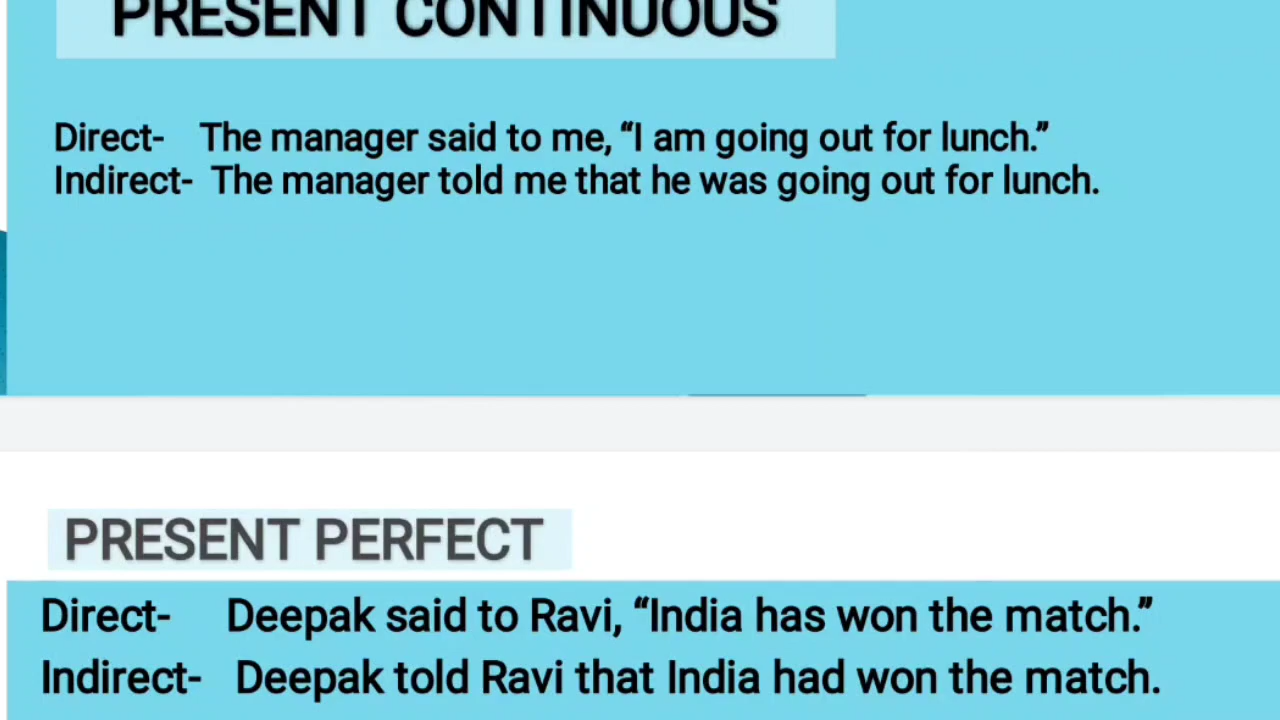 PRESENT CONTINUOUS
Direct- The manager said to me, “I am going out for lunch.”
Indirect- The manager told me that he was going out for lunch.
PRESENT PERFECT
Direct- Deepak said to Ravi, “India has won the match.”
Indirect- Deepak told Ravi that India had won the match.